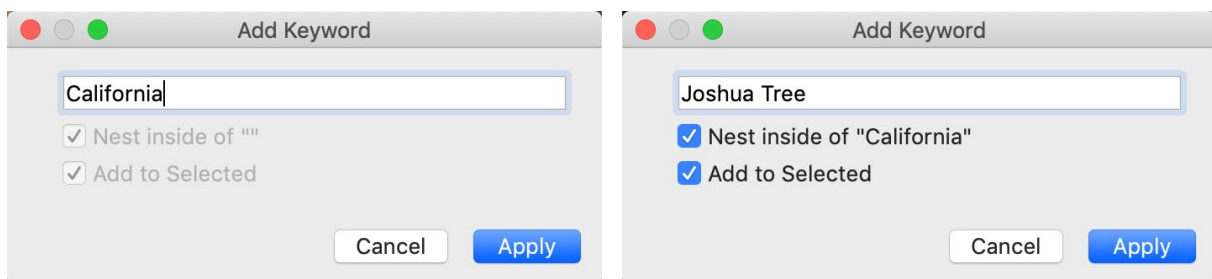 Add Keyword
California
Nest inside of ""
Add to Selected
Cancel Apply
Add Keyword
Joshua Tree
Nest inside of "California"
Add to Selected
Cancel Apply